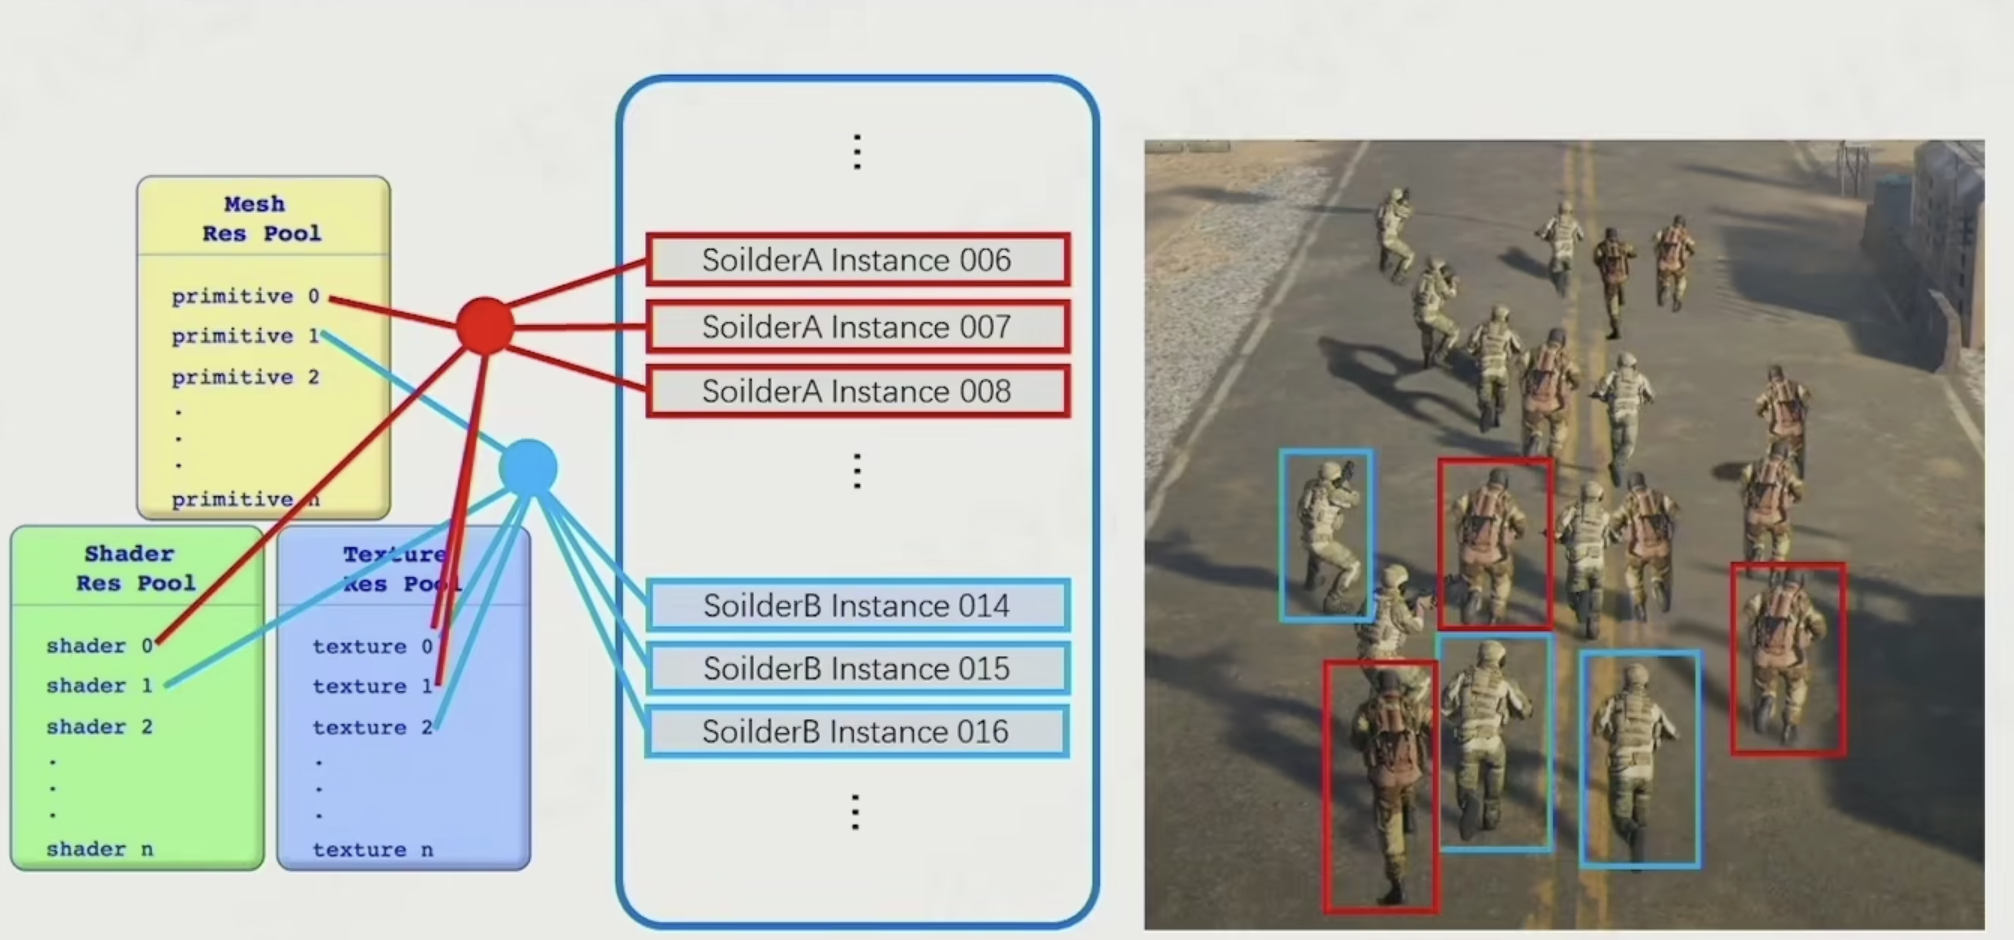 Mesh
Res Pool
primitive 0
primitive 1
primitive 2
primitive n
Shader
Res Pool
shader 0
shader 1
shader 2
shader n
Texture
Res Pool
texture 0
texture 1
texture 2
texture n
SoilderA Instance 006
SoilderA Instance 007
SoilderA Instance 008
SoilderB Instance 014
SoilderB Instance 015
SoilderB Instance 016